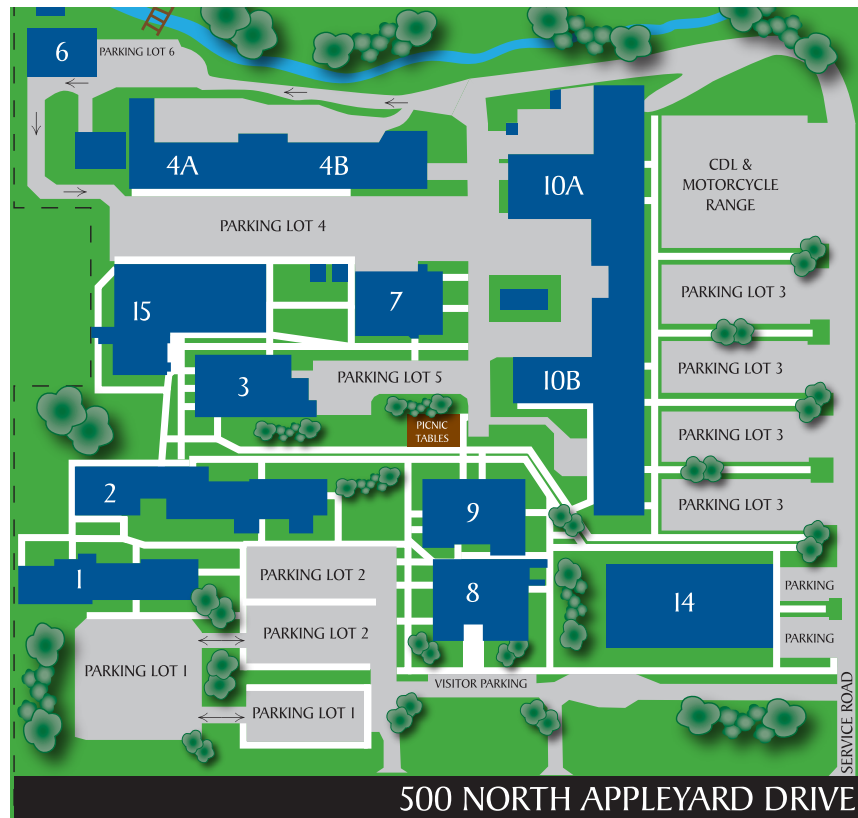 6
PARKING LOT 6
4A
4B
10A
CDL &
MOTORCYCLE
RANGE
PARKING LOT 4
15
7
PARKING LOT 3
3
PARKING LOT 5
10B
PARKING LOT 3
PICNIC
TABLES
PARKING LOT 3
2
9
PARKING LOT 3
1
PARKING LOT 2
8
14
PARKING
PARKING LOT 2
PARKING
PARKING LOT 1
VISITOR PARKING
PARKING LOT 1
SERVICE ROAD
500 NORTH APPLEYARD DRIVE